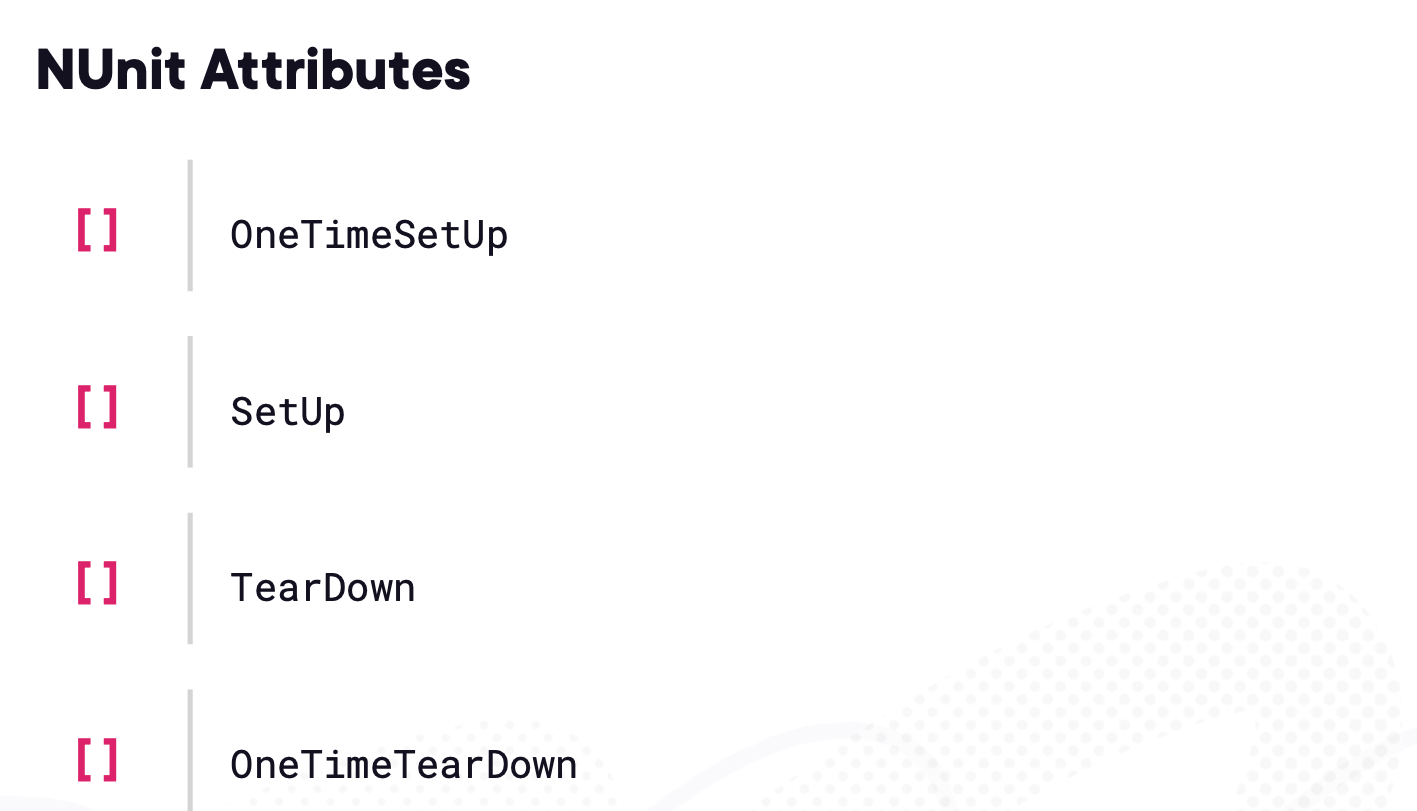 NUnit Attributes
[] OneTimeSetUp
[] SetUp
[] TearDown
[] OneTimeTearDown